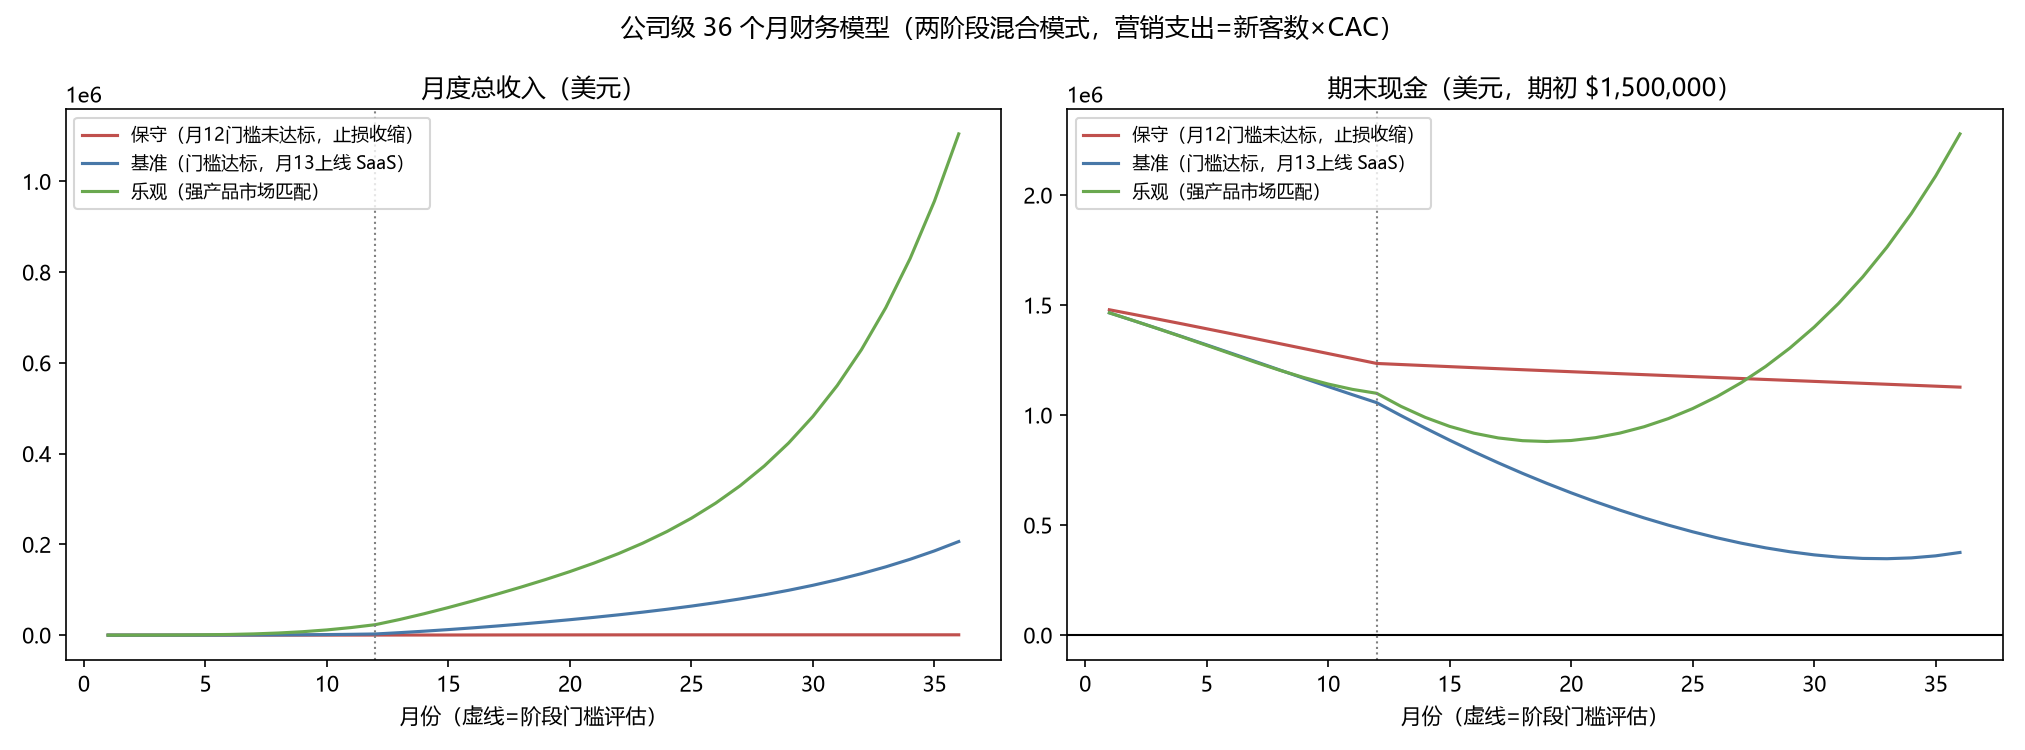 公司级 36 个月财务模型（两阶段混合模式，营销支出=新客数×CAC）
月度总收入（美元）
1e6
保守（月12门槛未达标，止损收缩）
基准（门槛达标，月13上线 SaaS）
乐观（强产品市场匹配）
1.0
0.8
0.6
0.4
0.2
0.0
0 5 10 15 20 25 30 35
月份（虚线=阶段门槛评估）
期末现金（美元，期初 $1,500,000）
1e6
保守（月12门槛未达标，止损收缩）
基准（门槛达标，月13上线 SaaS）
乐观（强产品市场匹配）
2.0
1.5
1.0
0.5
0.0
0 5 10 15 20 25 30 35
月份（虚线=阶段门槛评估）